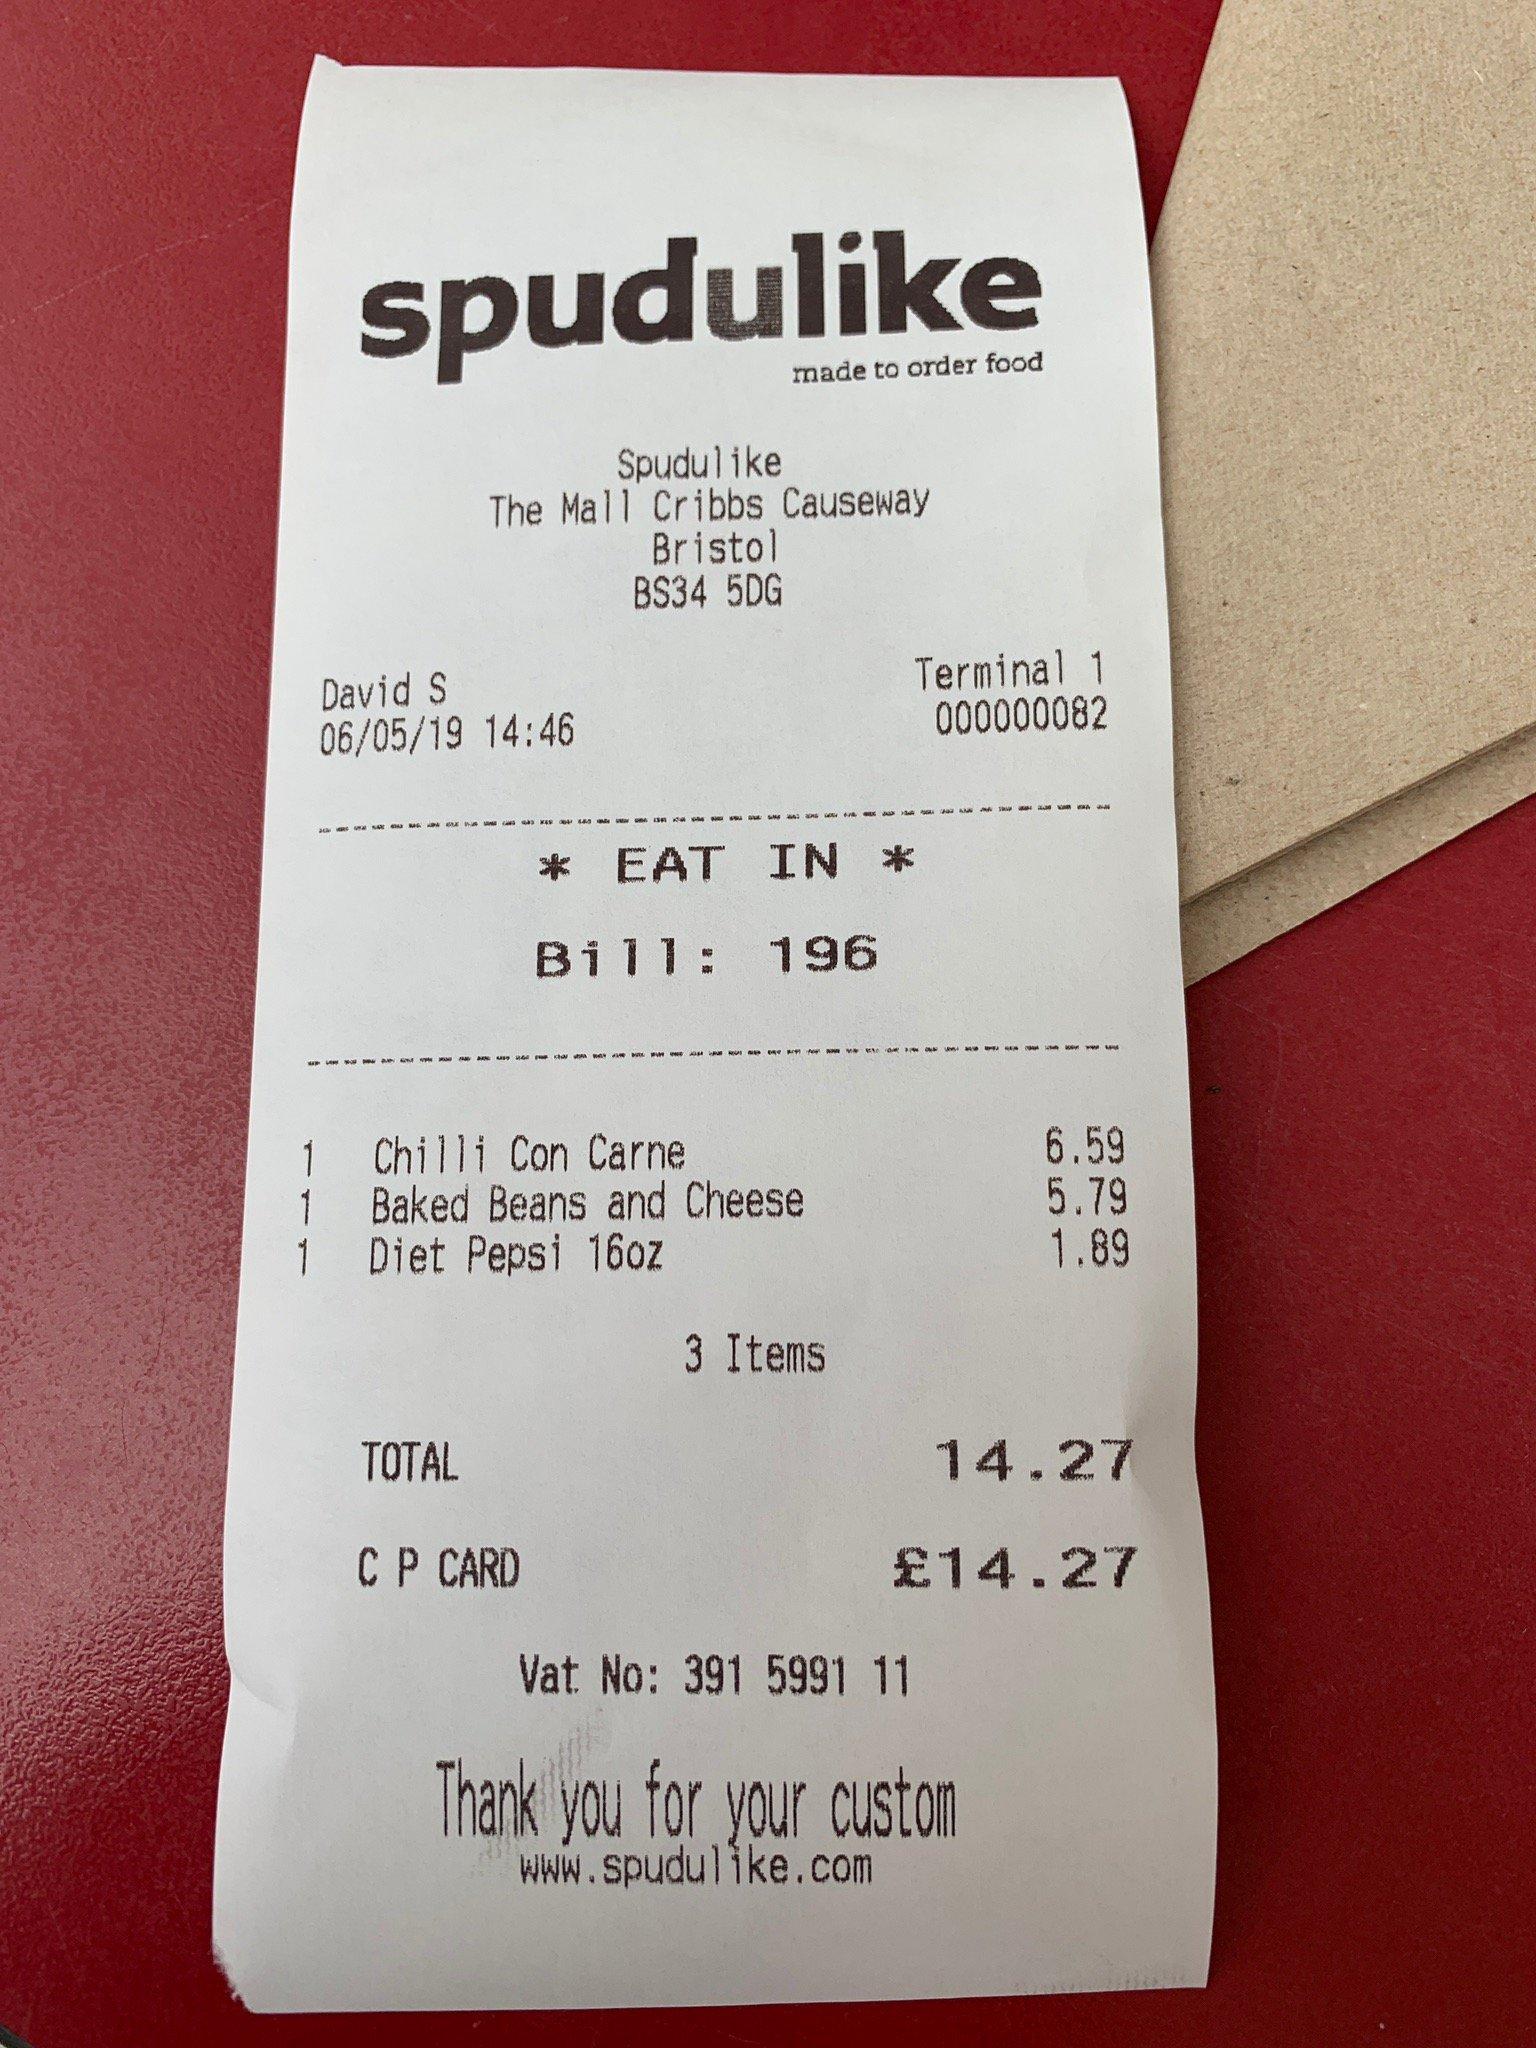 spudulike
made to order food
Spudulike
The Mall Cribbs Causeway
Bristol
BS34 5DG
David S Terminal 1
06/05/19 14:46 000000082
* EAT IN *
Bill: 196
1 Chilli Con Carne 6.59
1 Baked Beans and Cheese 5.79
1 Diet Pepsi 16oz 1.89
3 Items
TOTAL 14.27
C P CARD £14.27
Vat No: 391 5991 11
Thank you for your custom
www.spudulike.com